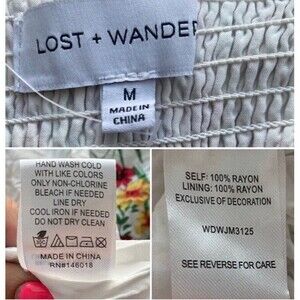 LOST + WANDER
M
MADE IN
CHINA
HAND WASH COLD
WITH LIKE COLORS
ONLY NON-CHLORINE
BLEACH IF NEEDED
LINE DRY
COOL IRON IF NEEDED
DO NOT DRY CLEAN
MADE IN CHINA
RN#146018
SELF: 100% RAYON
LINING: 100% RAYON
EXCLUSIVE OF DECORATION
WDWJM3125
SEE REVERSE FOR CARE